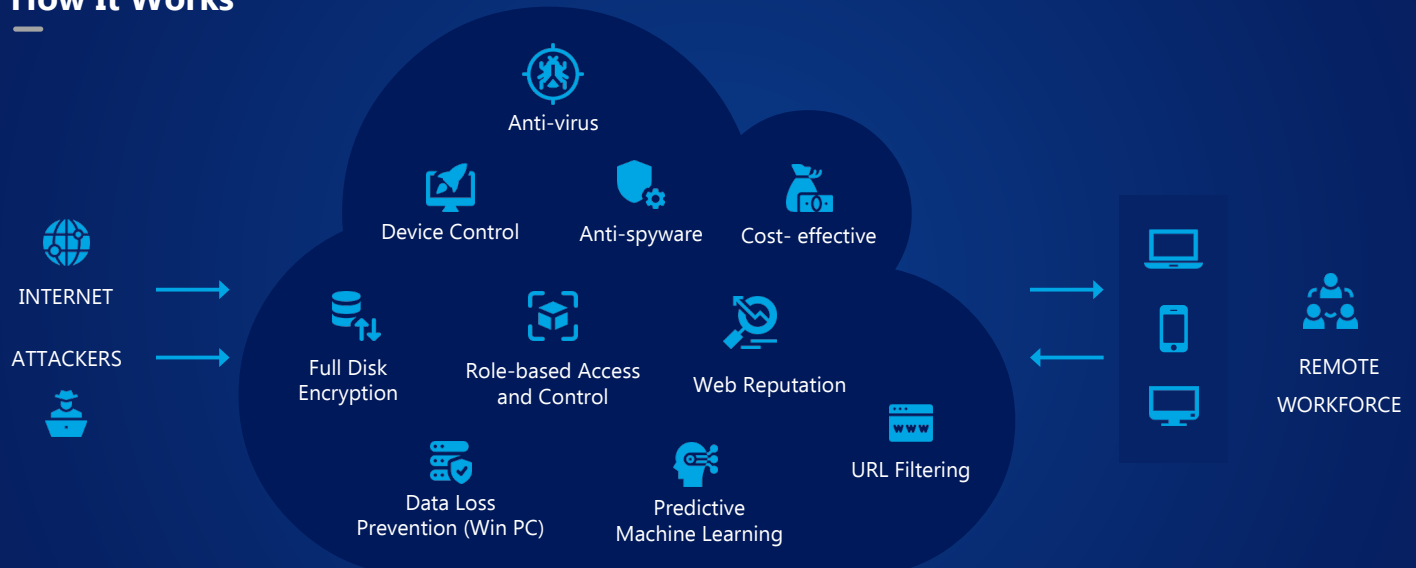 How It Works
Anti-virus
Device Control
Anti-spyware
Cost- effective
INTERNET
ATTACKERS
Full Disk
Encryption
Role-based Access
and Control
Web Reputation
www
URL Filtering
Data Loss
Prevention (Win PC)
Predictive
Machine Learning
REMOTE
WORKFORCE